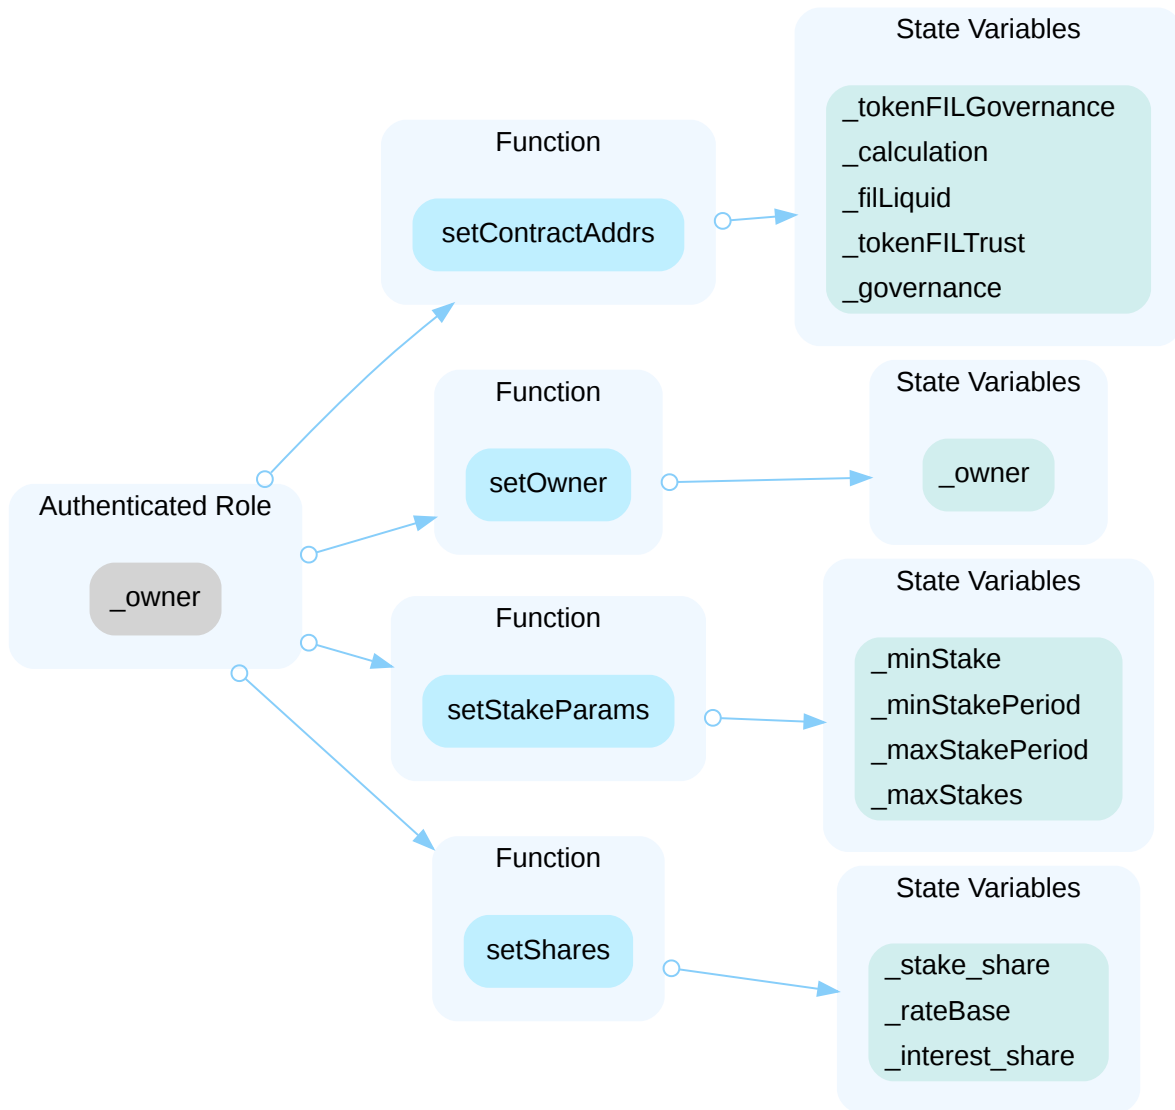 State Variables
_tokenFILGovernance
_calculation
_filLiquid
_tokenFILTrust
_governance
Function
setContractAddrs
State Variables
_owner
Function
setOwner
Authenticated Role
_owner
State Variables
_minStake
_minStakePeriod
_maxStakePeriod
_maxStakes
Function
setStakeParams
Function
setShares
State Variables
_stake_share
_rateBase
_interest_share